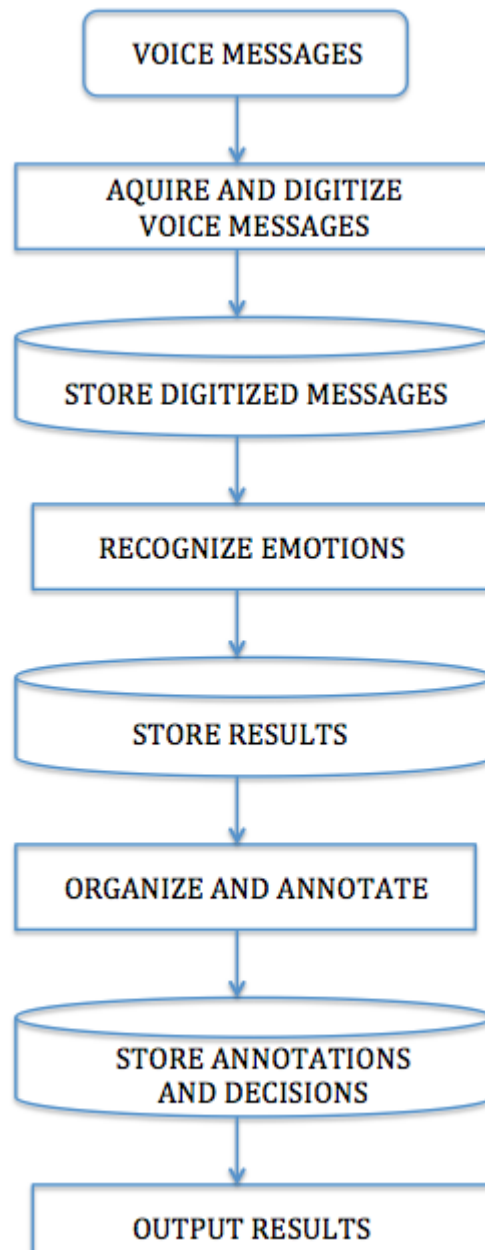 VOICE MESSAGES
AQUIRE AND DIGITIZE
VOICE MESSAGES
STORE DIGITIZED MESSAGES
RECOGNIZE EMOTIONS
STORE RESULTS
ORGANIZE AND ANNOTATE
STORE ANNOTATIONS
AND DECISIONS
OUTPUT RESULTS